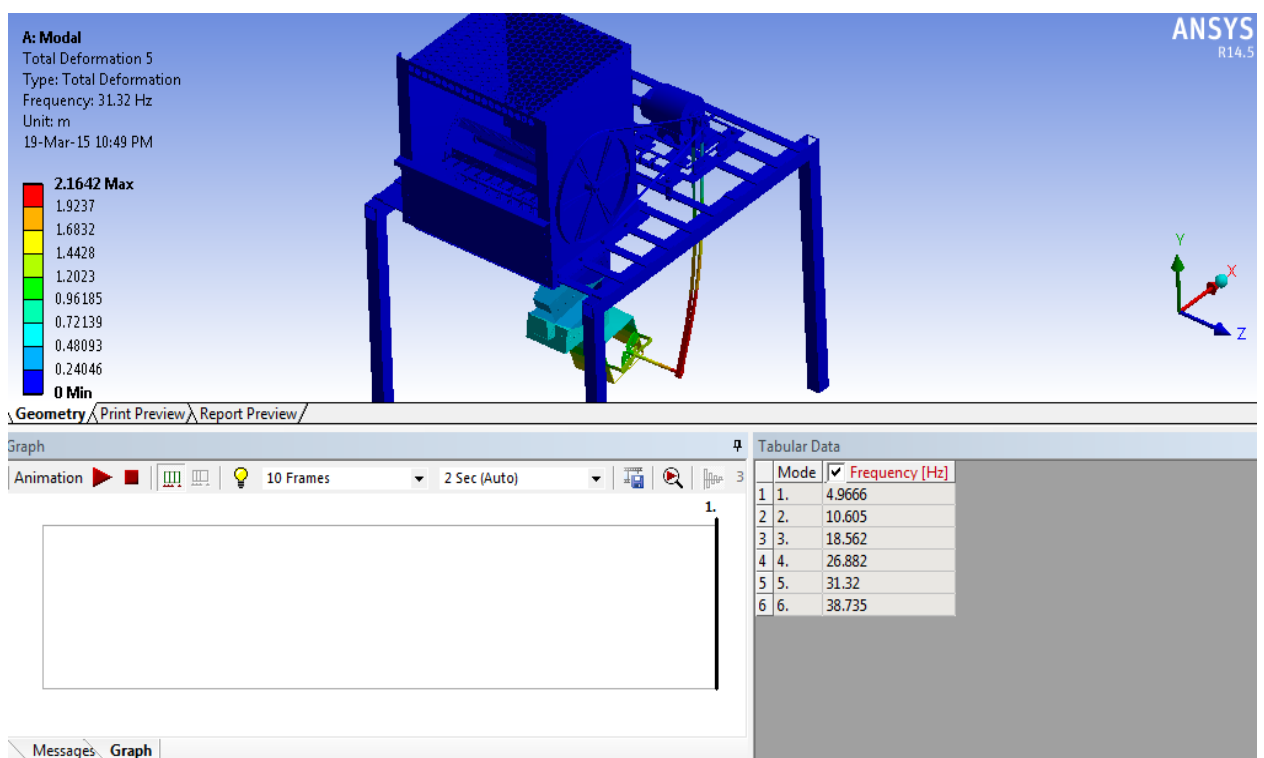 A: Modal
Total Deformation 5
Type: Total Deformation
Frequency: 31.32 Hz
Unit: m
19-Mar-15 10:49 PM
2.1642 Max
1.9237
1.6832
1.4428
1.2023
0.96185
0.72139
0.48093
0.24046
0 Min
ANSYS
R14.5
Y
X
Z
Geometry Print Preview Report Preview
Graph
Animation 10 Frames 2 Sec (Auto) 3
1.
Messages Graph
Tabular Data
Mode Frequency [Hz]
1 1. 4.9666
2 2. 10.605
3 3. 18.562
4 4. 26.882
5 5. 31.32
6 6. 38.735